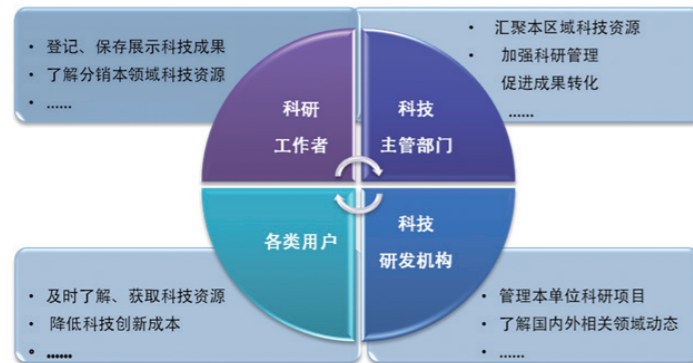 • 登记、保存展示科技成果
• 了解分销本领域科技资源
• ......
• 汇聚本区域科技资源
• 加强科研管理
促进成果转化
......
科研
工作者
科技
主管部门
各类用户
科技
研发机构
• 及时了解、获取科技资源
• 降低科技创新成本
• ......
• 管理本单位科研项目
• 了解国内外相关领域动态
• ......